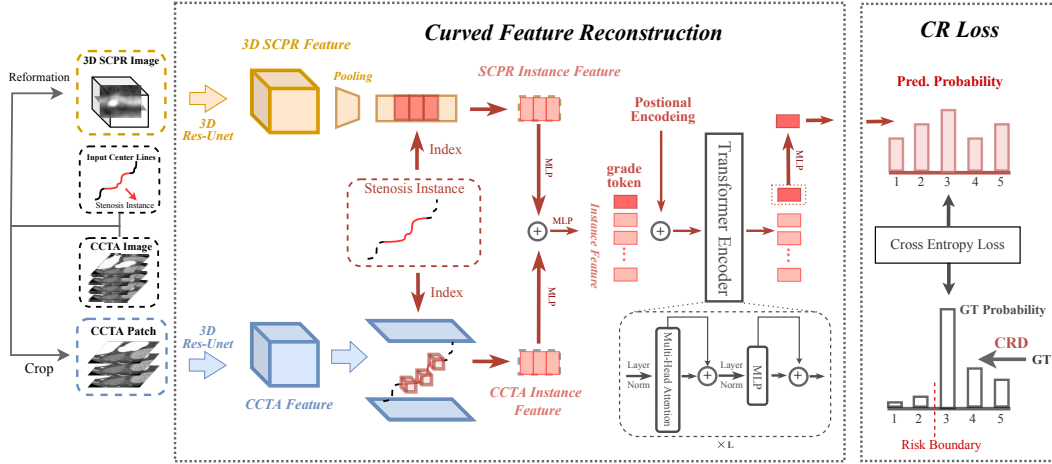 Curved Feature Reconstruction
CR Loss
3D SCPR Image
Reformation
3D
Res-Unet
3D SCPR Feature
Pooling
SCPR Instance Feature
Index
MLP
Input Center Lines
Stenosis Instance
Stenosis Instance
CCTA Image
MLP
MLP
Index
CCTA Patch
Crop
3D
Res-Unet
CCTA Feature
CCTA Instance
Feature
Postional
Encodeing
grade
token
Instance Feature
Transformer Encoder
MLP
Layer
Norm
Multi-Head Attention
Layer
Norm
MLP
× L
Pred. Probability
1 2 3 4 5
Cross Entropy Loss
GT Probability
CRD
GT
1 2 3 4 5
Risk Boundary